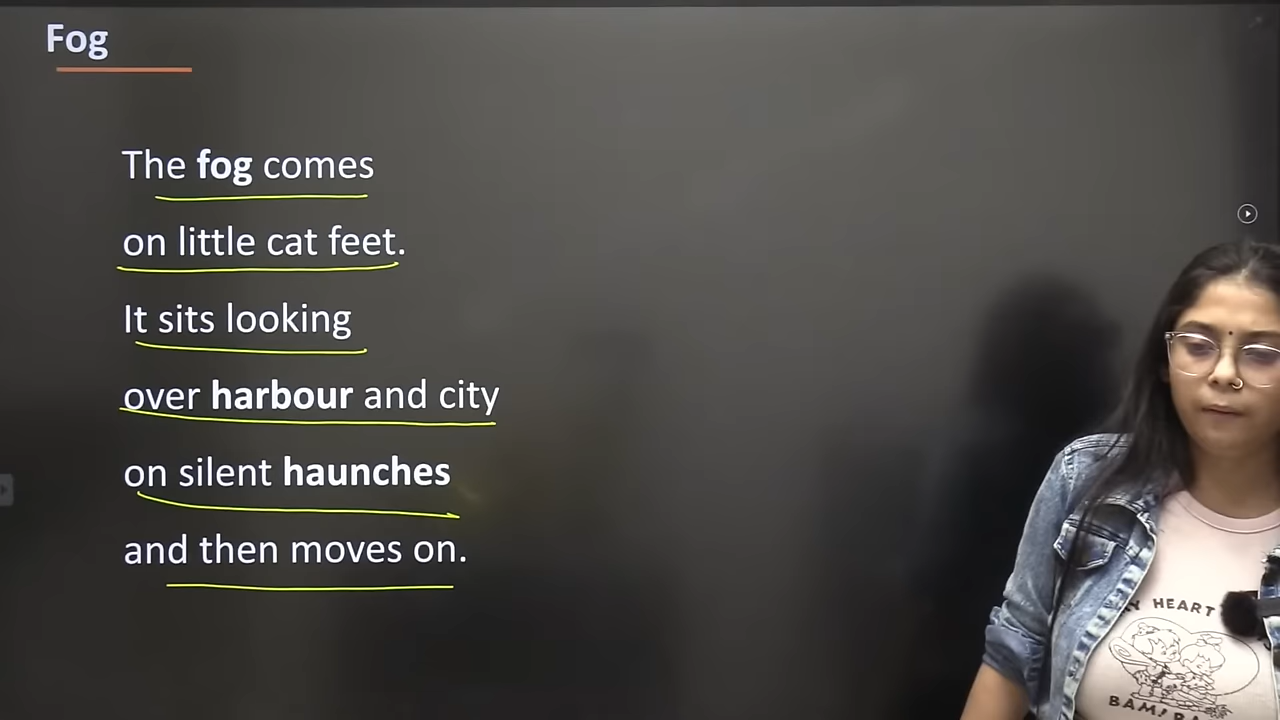 Fog
The fog comes
on little cat feet.
It sits looking
over harbour and city
on silent haunches
and then moves on.
HEART